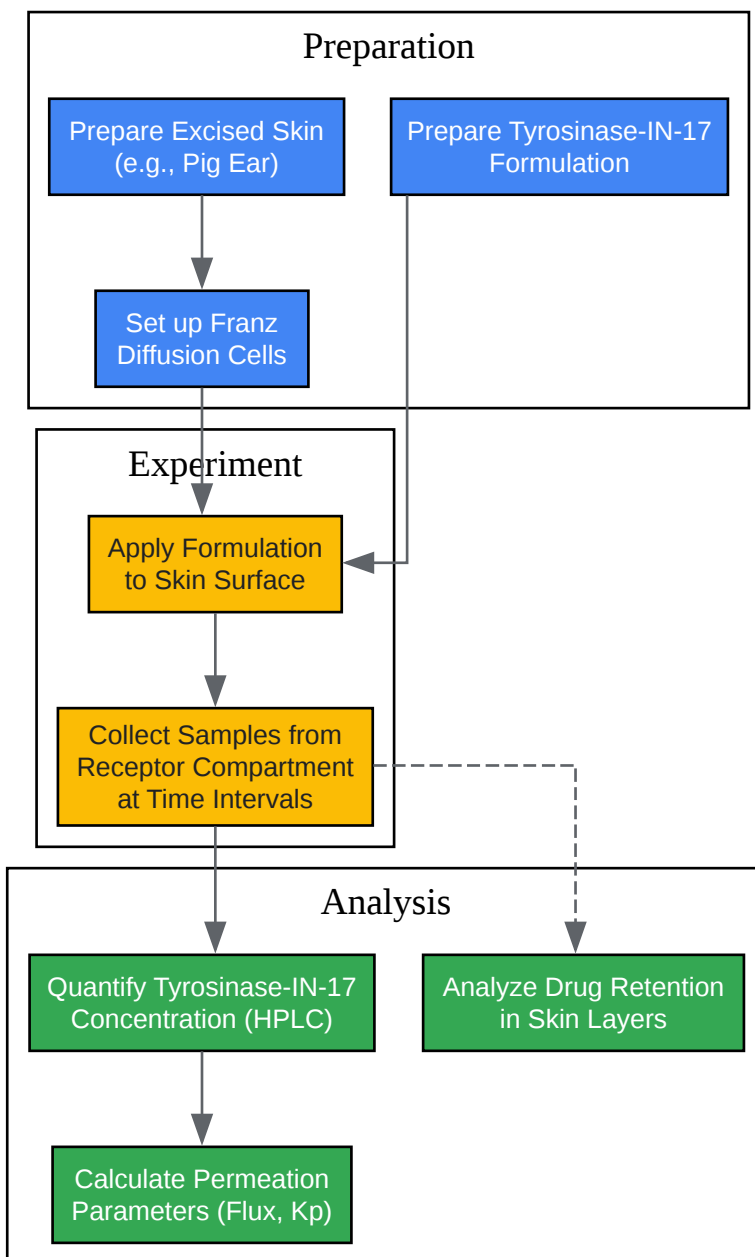 Preparation
Prepare Excised Skin
(e.g., Pig Ear)
Prepare Tyrosinase-IN-17
Formulation
Set up Franz
Diffusion Cells
Experiment
Apply Formulation
to Skin Surface
Collect Samples from
Receptor Compartment
at Time Intervals
Analysis
Quantify Tyrosinase-IN-17
Concentration (HPLC)
Analyze Drug Retention
in Skin Layers
Calculate Permeation
Parameters (Flux, Kp)